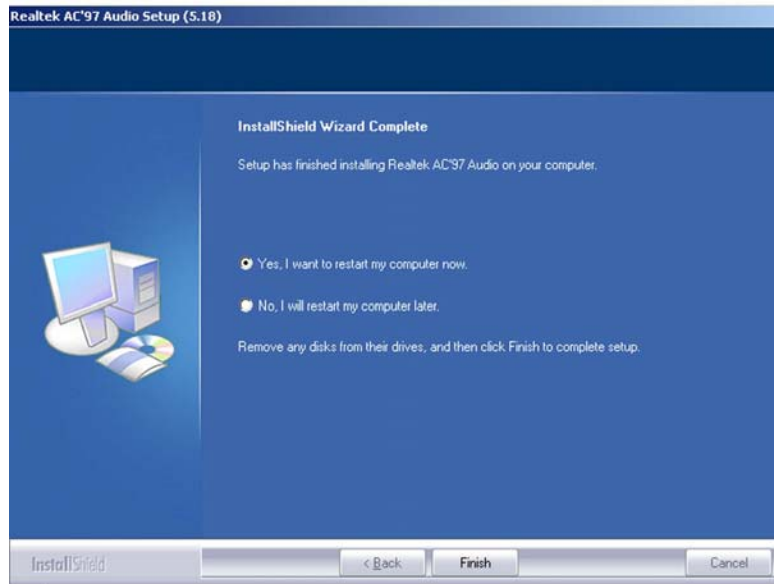 Realtek AC'97 Audio Setup (5.18)
InstallShield Wizard Complete
Setup has finished installing Realtek AC'97 Audio on your computer.
Yes, I want to restart my computer now.
No, I will restart my computer later.
Remove any disks from their drives, and then click Finish to complete setup.
InstallShield
< Back
Finish
Cancel